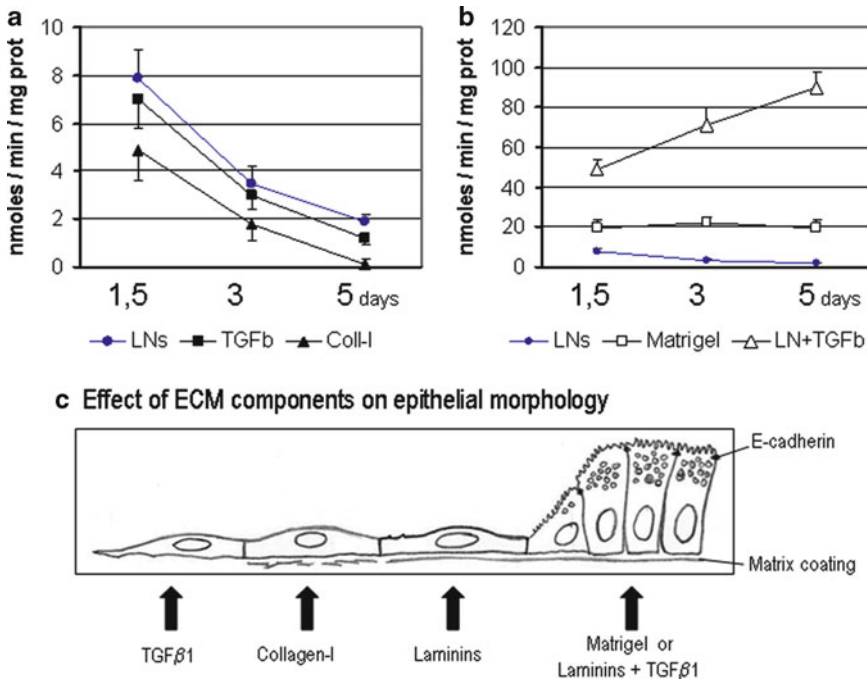 a
nmoles / min / mg prot
10
8
6
4
2
0
1,5 3 5 days
LNs TGFb Coll-I
b
nmoles / min / mg prot
120
100
80
60
40
20
0
1,5 3 5 days
LNs Matrigel LN+TGFb
c Effect of ECM components on epithelial morphology
E-cadherin
Matrix coating
TGFβ1 Collagen-I Laminins Matrigel or
Laminins + TGFβ1